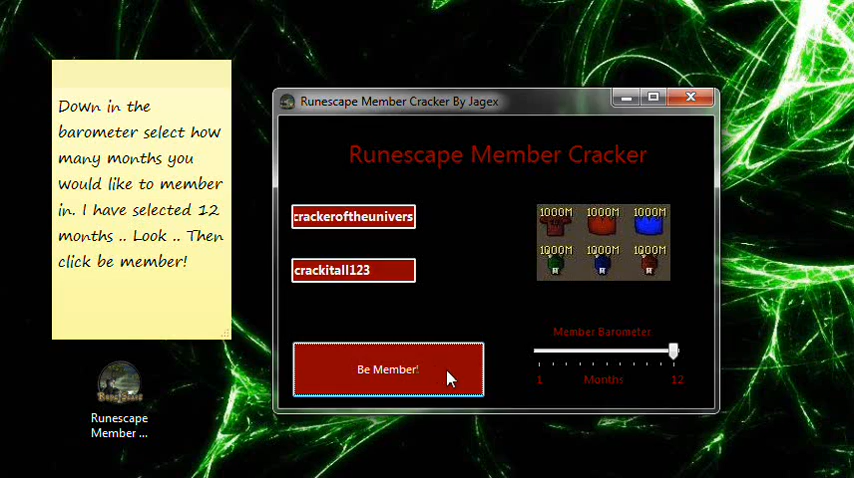 Down in the
barometer select how
many months you
would like to member
in. I have selected 12
months .. Look .. Then
click be member!
Runescape
Member ...
Runescape Member Cracker By Jagex
Runescape Member Cracker
crackeroftheunivers
crackitall123
1000M 1000M 1000M
1000M 1000M 1000M
Be Member!
Member Barometer
1 Months 12